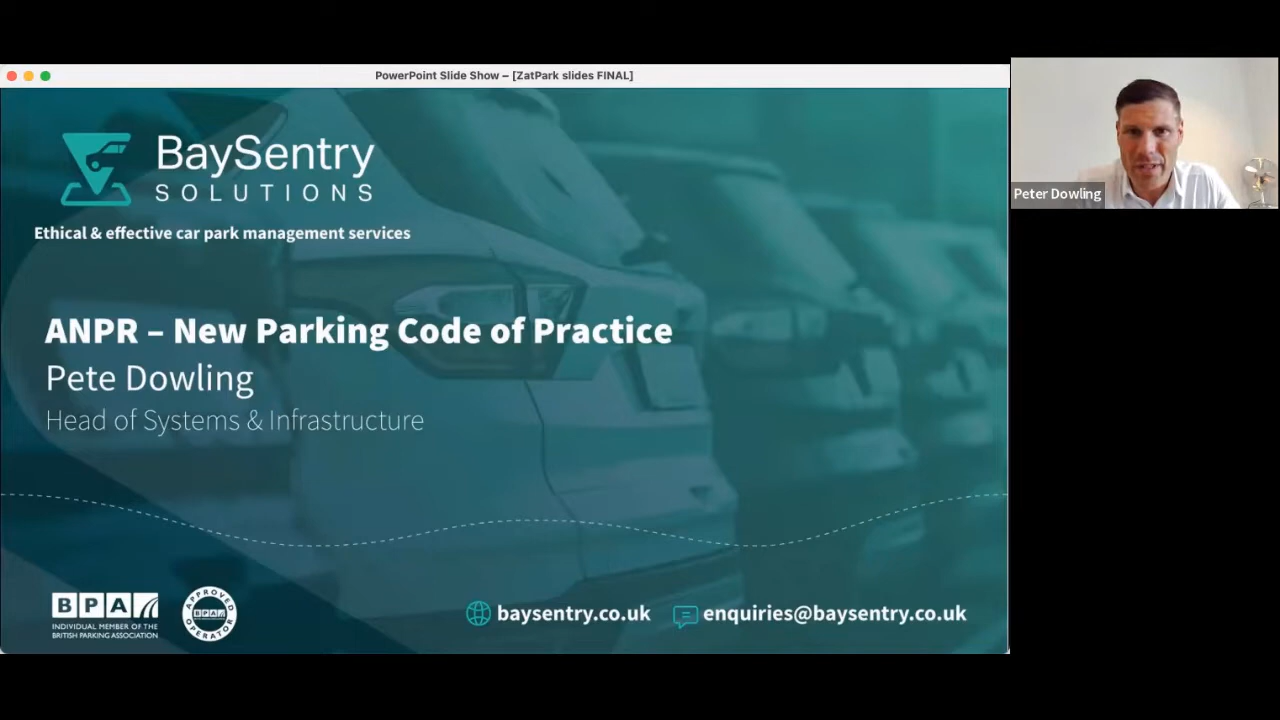 PowerPoint Slide Show – [ZatPark slides FINAL]
BaySentry
SOLUTIONS
Ethical & effective car park management services
ANPR – New Parking Code of Practice
Pete Dowling
Head of Systems & Infrastructure
BPA
INDIVIDUAL MEMBER OF THE
BRITISH PARKING ASSOCIATION
APPROVED
BPA
OPERATOR
baysentry.co.uk
enquiries@baysentry.co.uk
Peter Dowling